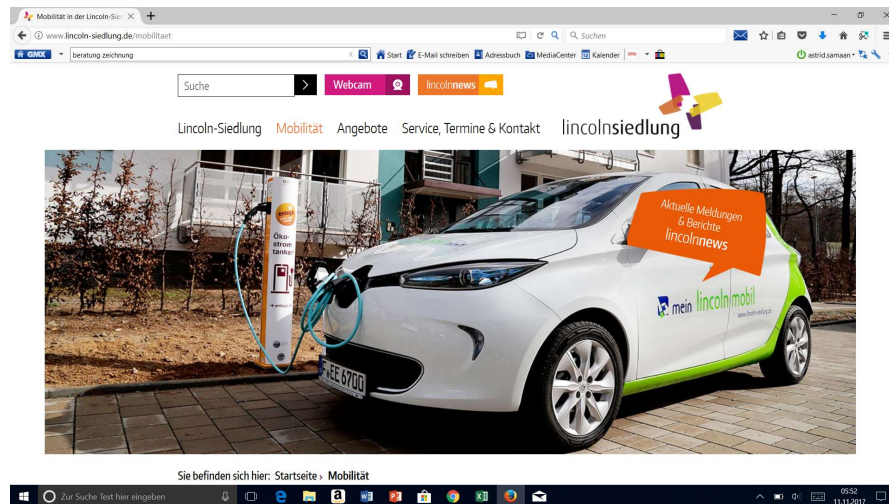 Mobilität in der Lincoln-Sie
www.lincoln-siedlung.de/mobilitaet
Suchen
GMX
beratung zeichnung
Start
E-Mail schreiben
Adressbuch
MediaCenter
Kalender
astrid.samaan
Suche
Webcam
lincolnnews
Lincoln-Siedlung
Mobilität
Angebote
Service, Termine & Kontakt
lincolnsiedlung
Aktuelle Meldungen
& Berichte
lincolnnews
Öko-
strom
tanker
mein lincoln mobil
www.lincoln-siedlung.de
F EE 6700
Sie befinden sich hier: Startseite › Mobilität
Zur Suche Text hier eingeben
05:52
11.11.2017